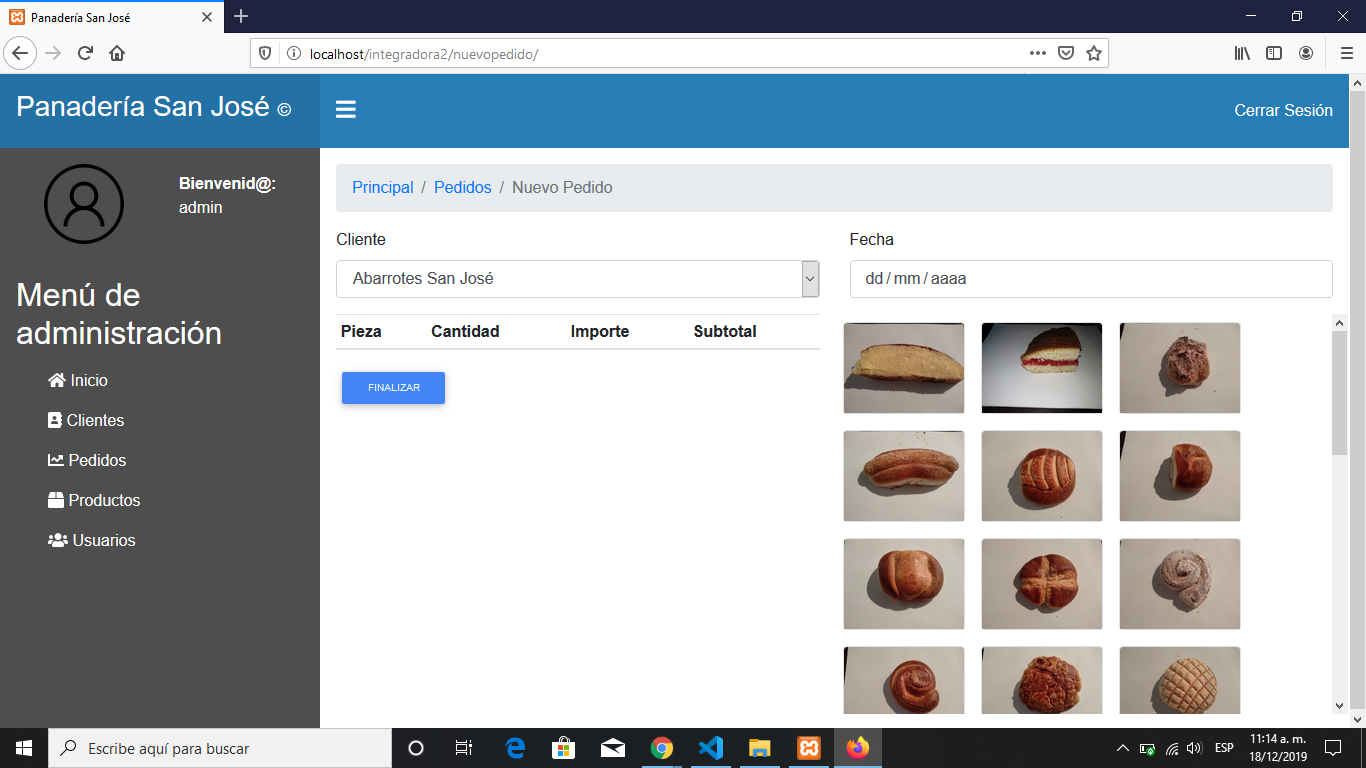 Panadería San José
localhost/integradora2/nuevopedido/
Panadería San José ©
Cerrar Sesión
Bienvenid@:
admin
Menú de
administración
Inicio
Clientes
Pedidos
Productos
Usuarios
Principal / Pedidos / Nuevo Pedido
Cliente
Fecha
Abarrotes San José
dd / mm / aaaa
Pieza Cantidad Importe Subtotal
FINALIZAR
Escribe aquí para buscar
ESP
11:14 a. m.
18/12/2019